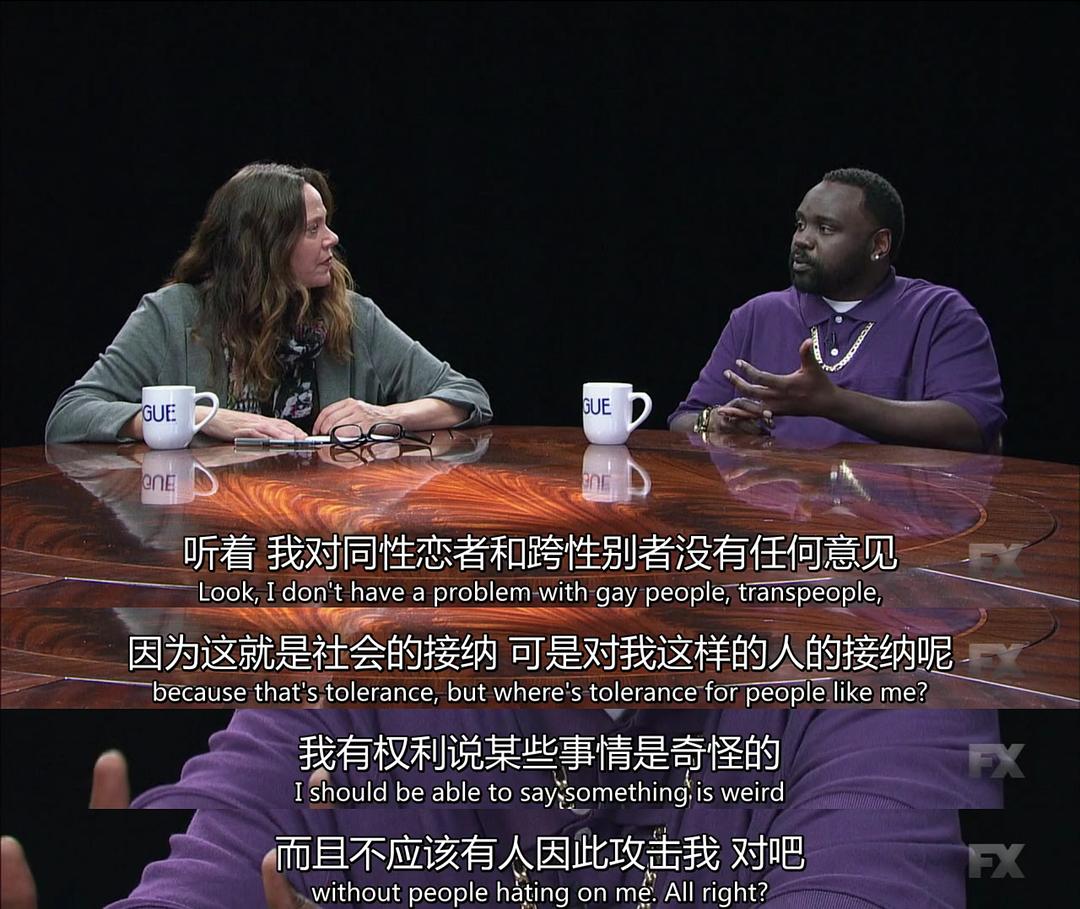 GUE
GUE
听着 我对同性恋者和跨性别者没有任何意见
Look, I don't have a problem with gay people, transpeople,
FX
因为这就是社会的接纳 可是对我这样的人的接纳呢
because that's tolerance, but where's tolerance for people like me?
FX
我有权利说某些事情是奇怪的
I should be able to say something is weird
FX
而且不应该有人因此攻击我 对吧
without people hating on me. All right?
FX